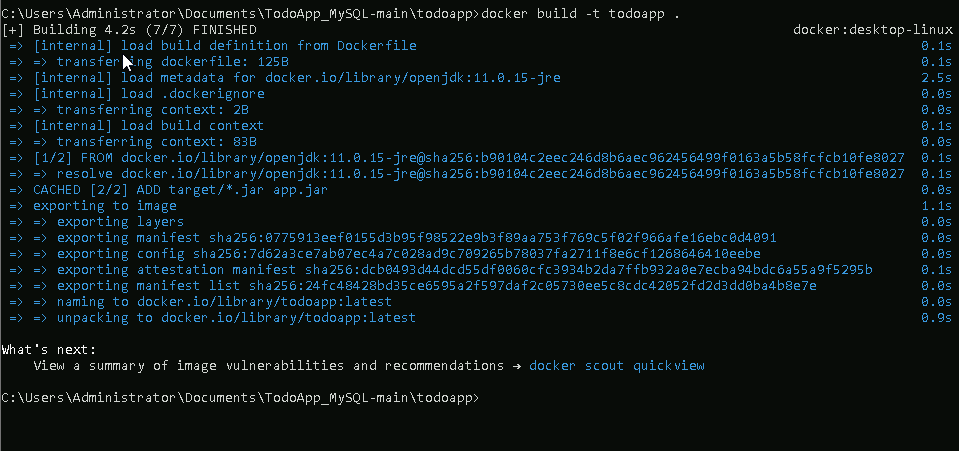 C:\Users\Administrator\Documents\TodoApp_MySQL-main\todoapp>docker build -t todoapp .
[+] Building 4.2s (7/7) FINISHED docker:desktop-linux
=> [internal] load build definition from Dockerfile 0.1s
=> => transferring dockerfile: 125B 0.1s
=> [internal] load metadata for docker.io/library/openjdk:11.0.15-jre 2.5s
=> [internal] load .dockerignore 0.0s
=> => transferring context: 2B 0.0s
=> [internal] load build context 0.1s
=> => transferring context: 83B 0.0s
=> [1/2] FROM docker.io/library/openjdk:11.0.15-jre@sha256:b90104c2eec246d8b6aec962456499f0163a5b58fcfcb10fe8027 0.1s
=> => resolve docker.io/library/openjdk:11.0.15-jre@sha256:b90104c2eec246d8b6aec962456499f0163a5b58fcfcb10fe8027 0.1s
=> CACHED [2/2] ADD target/*.jar app.jar 0.0s
=> exporting to image 1.1s
=> => exporting layers 0.0s
=> => exporting manifest sha256:0775913eef0155d3b95f98522e9b3f89aa753f769c5f02f966afe16ebc0d4091 0.0s
=> => exporting config sha256:7d62a3ce7ab07ec4a7c028ad9c709265b78037fa2711f8e6cf1268646410eebe 0.0s
=> => exporting attestation manifest sha256:dcb0493d44dcd55df0060cfc3934b2da7ffb932a0e7ecba94bdc6a55a9f5295b 0.1s
=> => exporting manifest list sha256:24fc48428bd35ce6595a2f597daf2c05730ee5c8cdc42052fd2d3dd0ba4b8e7e 0.0s
=> => naming to docker.io/library/todoapp:latest 0.0s
=> => unpacking to docker.io/library/todoapp:latest 0.9s
What's next:
View a summary of image vulnerabilities and recommendations → docker scout quickview
C:\Users\Administrator\Documents\TodoApp_MySQL-main\todoapp>